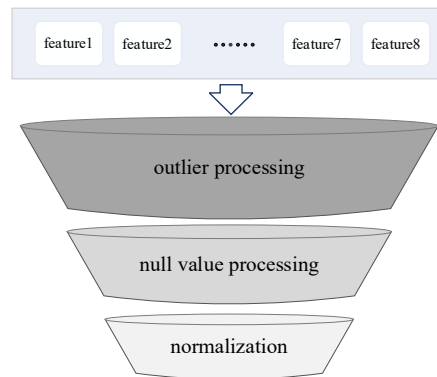 feature1 feature2 ...... feature7 feature8
outlier processing
null value processing
normalization